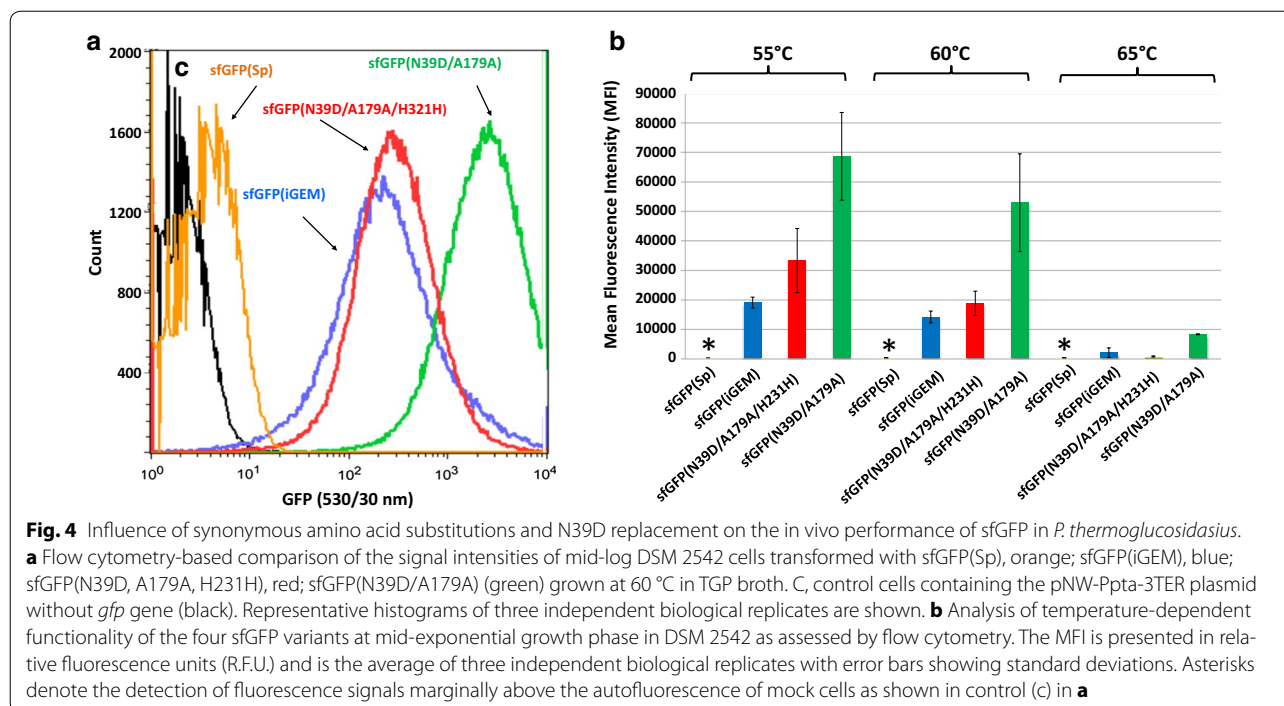 a
c
2000
1600
1200
800
400
Count
sfGFP(Sp)
sfGFP(N39D/A179A)
sfGFP(N39D/A179A/H321H)
sfGFP(iGEM)
10⁰ 10¹ 10² 10³ 10⁴
GFP (530/30 nm)
b
55°C 60°C 65°C
Mean Fluorescence Intensity (MFI)
90000
80000
70000
60000
50000
40000
30000
20000
10000
0
* * *
sfGFP(Sp)
sfGFP(iGEM)
sfGFP(N39D/A179A/H231H)
sfGFP(N39D/A179A)
sfGFP(Sp)
sfGFP(iGEM)
sfGFP(N39D/A179A/H231H)
sfGFP(N39D/A179A)
sfGFP(Sp)
sfGFP(iGEM)
sfGFP(N39D/A179A/H231H)
sfGFP(N39D/A179A)
Fig. 4 Influence of synonymous amino acid substitutions and N39D replacement on the in vivo performance of sfGFP in P. thermoglucosidasius.
a Flow cytometry-based comparison of the signal intensities of mid-log DSM 2542 cells transformed with sfGFP(Sp), orange; sfGFP(iGEM), blue;
sfGFP(N39D, A179A, H231H), red; sfGFP(N39D/A179A) (green) grown at 60 °C in TGP broth. C, control cells containing the pNW-Ppta-3TER plasmid
without gfp gene (black). Representative histograms of three independent biological replicates are shown. b Analysis of temperature-dependent
functionality of the four sfGFP variants at mid-exponential growth phase in DSM 2542 as assessed by flow cytometry. The MFI is presented in rela-
tive fluorescence units (R.F.U.) and is the average of three independent biological replicates with error bars showing standard deviations. Asterisks
denote the detection of fluorescence signals marginally above the autofluorescence of mock cells as shown in control (c) in a